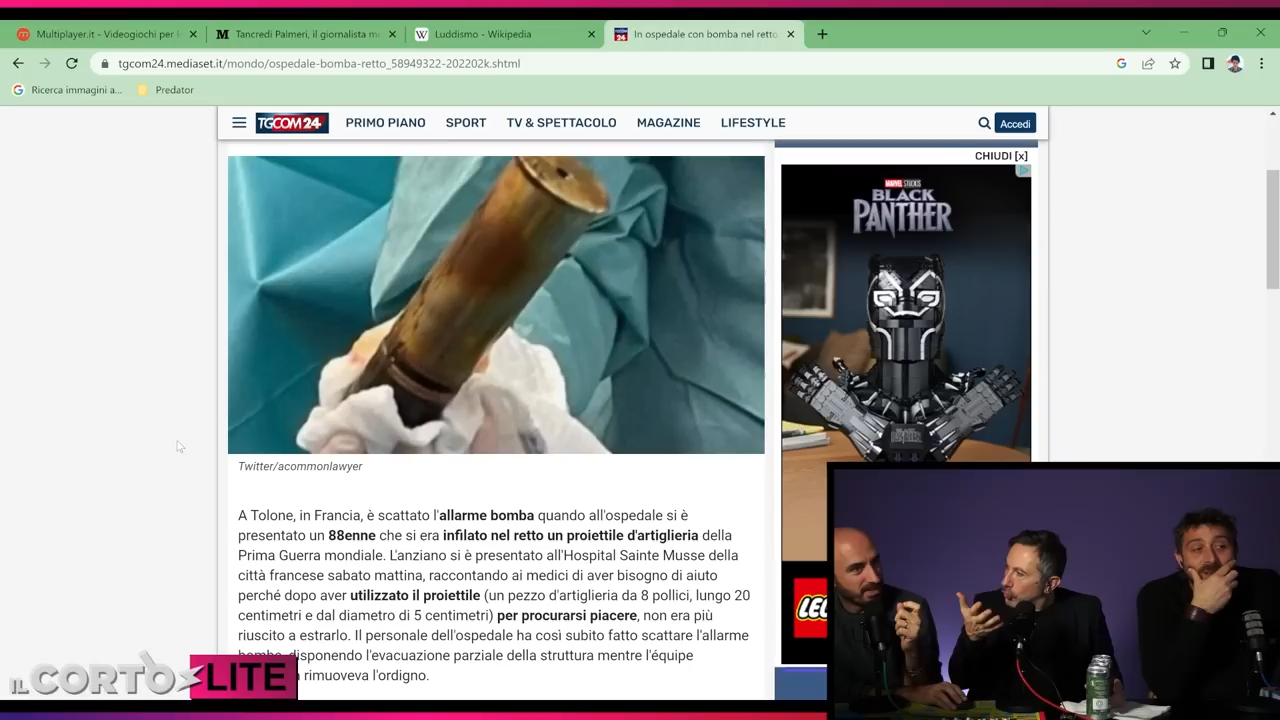 Multiplayer.it - Videogiochi per
Tancredi Palmeri, il giornalista
Luddismo - Wikipedia
In ospedale con bomba nel retto
tgcom24.mediaset.it/mondo/ospedale-bomba-retto_58949322-202202k.shtml
Ricerca immagini a...
Predator
TGCOM24
PRIMO PIANO
SPORT
TV & SPETTACOLO
MAGAZINE
LIFESTYLE
Accedi
CHIUDI [x]
MARVEL STUDIOS
BLACK
PANTHER
Twitter/acommonlawyer
A Tolone, in Francia, è scattato l'allarme bomba quando all'ospedale si è
presentato un 88enne che si era infilato nel retto un proiettile d'artiglieria della
Prima Guerra mondiale. L'anziano si è presentato all'Hospital Sainte Musse della
città francese sabato mattina, raccontando ai medici di aver bisogno di aiuto
perché dopo aver utilizzato il proiettile (un pezzo d'artiglieria da 8 pollici, lungo 20
centimetri e dal diametro di 5 centimetri) per procurarsi piacere, non era più
riuscito a estrarlo. Il personale dell'ospedale ha così subito fatto scattare l'allarme
disponendo l'evacuazione parziale della struttura mentre l'équipe
rimuoveva l'ordigno.
IL CORTO LITE